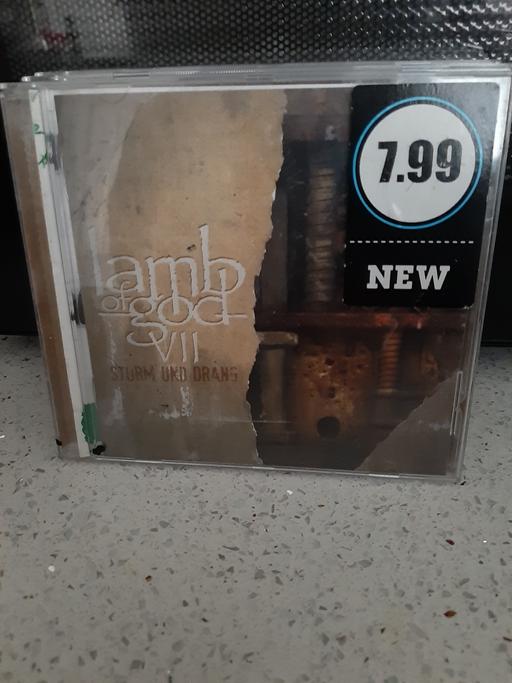 lamb
of god
VII
STURM UND DRANG
7.99
NEW